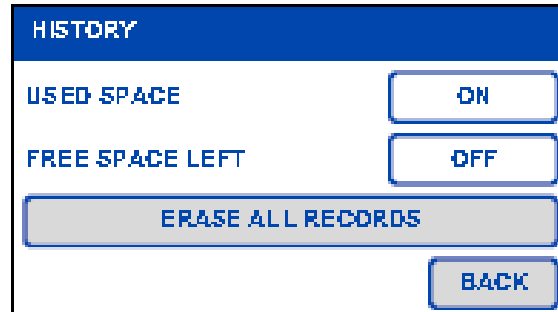 HISTORY
USED SPACE ON
FREE SPACE LEFT OFF
ERASE ALL RECORDS
BACK